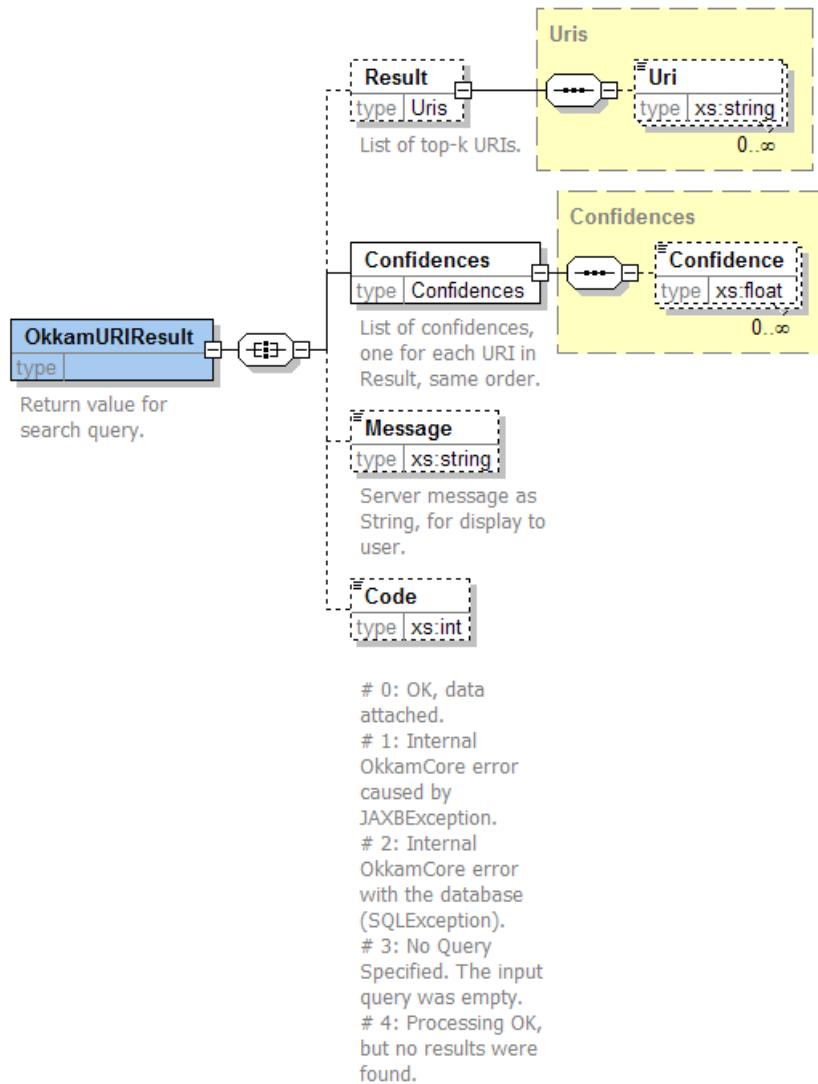 Uris
Result
type Uris
List of top-k URIs.
Uri
type xs:string
0..∞
Confidences
Confidences
type Confidences
List of confidences,
one for each URI in
Result, same order.
Confidence
type xs:float
0..∞
OkkamURIResult
type
Return value for
search query.
Message
type xs:string
Server message as
String, for display to
user.
Code
type xs:int
# 0: OK, data
attached.
# 1: Internal
OkkamCore error
caused by
JAXBException.
# 2: Internal
OkkamCore error
with the database
(SQLException).
# 3: No Query
Specified. The input
query was empty.
# 4: Processing OK,
but no results were
found.